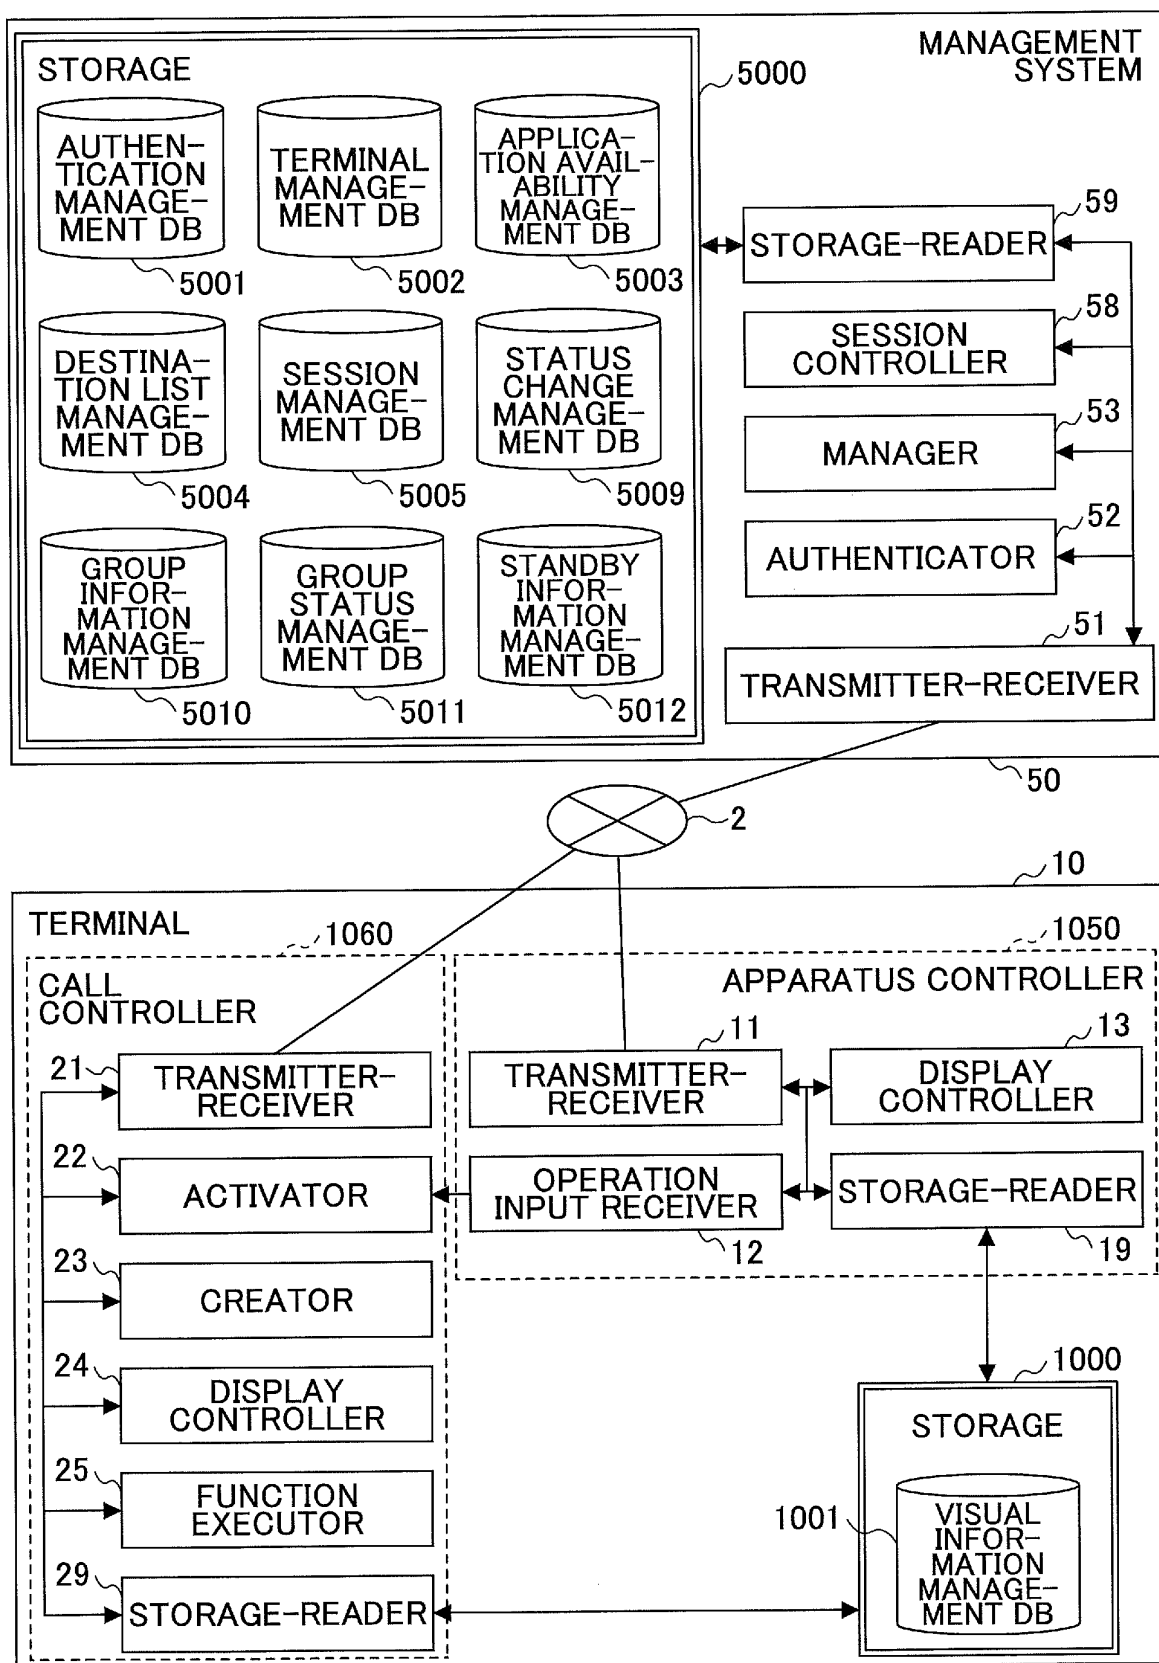 MANAGEMENT
SYSTEM
STORAGE
5000
AUTHEN-
TICATION
MANAGE-
MENT DB
5001
TERMINAL
MANAGE-
MENT DB
5002
APPLICA-
TION AVAIL-
ABILITY
MANAGE-
MENT DB
5003
DESTINA-
TION LIST
MANAGE-
MENT DB
5004
SESSION
MANAGE-
MENT DB
5005
STATUS
CHANGE
MANAGE-
MENT DB
5009
GROUP
INFOR-
MATION
MANAGE-
MENT DB
5010
GROUP
STATUS
MANAGE-
MENT DB
5011
STANDBY
INFOR-
MATION
MANAGE-
MENT DB
5012
59
STORAGE-READER
58
SESSION
CONTROLLER
53
MANAGER
52
AUTHENTICATOR
51
TRANSMITTER-RECEIVER
50
2
10
TERMINAL
1060
CALL
CONTROLLER
21
TRANSMITTER-
RECEIVER
22
ACTIVATOR
23
CREATOR
24
DISPLAY
CONTROLLER
25
FUNCTION
EXECUTOR
29
STORAGE-READER
1050
APPARATUS CONTROLLER
11
TRANSMITTER-
RECEIVER
13
DISPLAY
CONTROLLER
OPERATION
INPUT RECEIVER
12
STORAGE-READER
19
1000
STORAGE
1001
VISUAL
INFOR-
MATION
MANAGE-
MENT DB